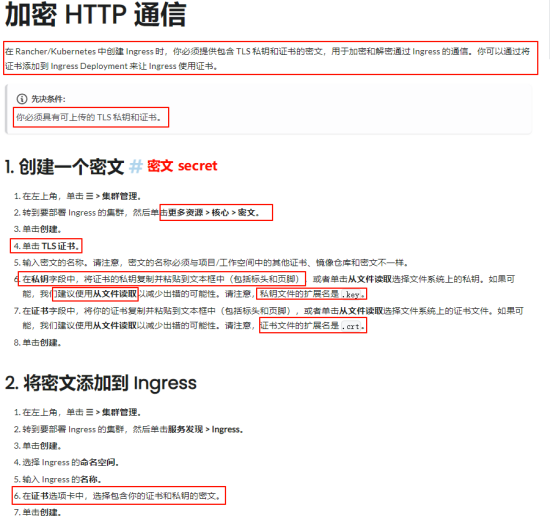 加密 HTTP 通信
在 Rancher/Kubernetes 中创建 Ingress 时，你必须提供包含 TLS 私钥和证书的密文，用于加密和解密通过 Ingress 的通信。你可以通过将
证书添加到 Ingress Deployment 来让 Ingress 使用证书。
先决条件:
你必须具有可上传的 TLS 私钥和证书。
1. 创建一个密文 # 密文 secret
1. 在左上角，单击 ☰ > 集群管理。
2. 转到要部署 Ingress 的集群，然后单击更多资源 > 核心 > 密文。
3. 单击创建。
4. 单击 TLS 证书。
5. 输入密文的名称。请注意，密文的名称必须与项目/工作空间中的其他证书、镜像仓库和密文不一样。
6. 在私钥字段中，将证书的私钥复制并粘贴到文本框中（包括标头和页脚），或者单击从文件读取选择文件系统上的私钥。如果可
能，我们建议使用从文件读取以减少出错的可能性。请注意，私钥文件的扩展名是 .key。
7. 在证书字段中，将你的证书复制并粘贴到文本框中（包括标头和页脚），或者单击从文件读取选择文件系统上的证书文件。如果可
能，我们建议使用从文件读取以减少出错的可能性。请注意，证书文件的扩展名是 .crt。
8. 单击创建。
2. 将密文添加到 Ingress
1. 在左上角，单击 ☰ > 集群管理。
2. 转到要部署 Ingress 的集群，然后单击服务发现 > Ingress。
3. 单击创建。
4. 选择 Ingress 的命名空间。
5. 输入 Ingress 的名称。
6. 在证书选项卡中，选择包含你的证书和私钥的密文。
7. 单击创建。